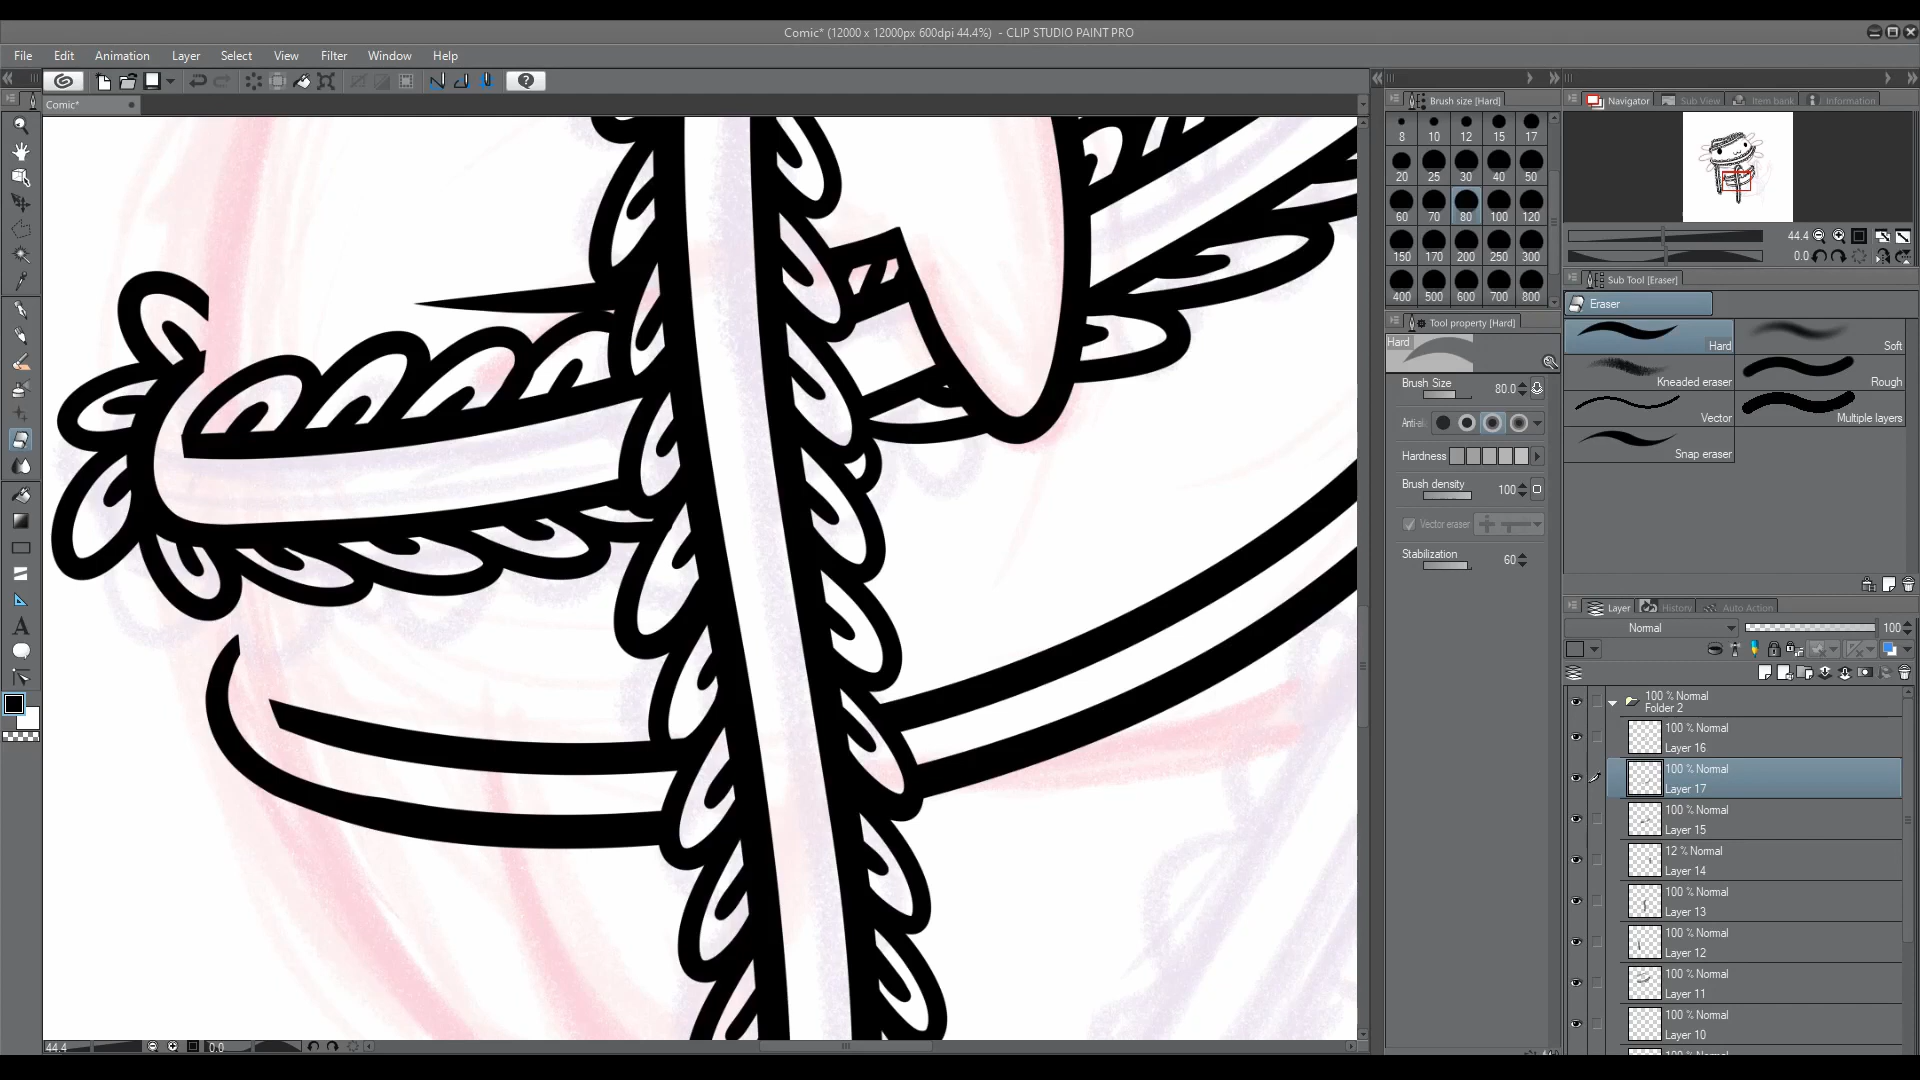 Comic* (12000 x 12000px 600dpi 44.4%) - CLIP STUDIO PAINT PRO
File Edit Animation Layer Select View Filter Window Help
Comic*
Brush size [Hard]
8 10 12 15 17
20 25 30 40 50
60 70 80 100 120
150 170 200 250 300
400 500 600 700 800
Tool property [Hard]
Hard
Brush Size 80.0
Anti-al
Hardness
Brush density 100
Vector eraser
Stabilization 60
Navigator Sub View Item bank Information
44.4
0.0
Sub Tool [Eraser]
Eraser
Hard Soft
Kneaded eraser Rough
Vector Multiple layers
Snap eraser
Layer History Auto Action
Normal 100
100 % Normal
Folder 2
100 % Normal
Layer 16
100 % Normal
Layer 17
100 % Normal
Layer 15
12 % Normal
Layer 14
100 % Normal
Layer 13
100 % Normal
Layer 12
100 % Normal
Layer 11
100 % Normal
Layer 10
44.4 0.0